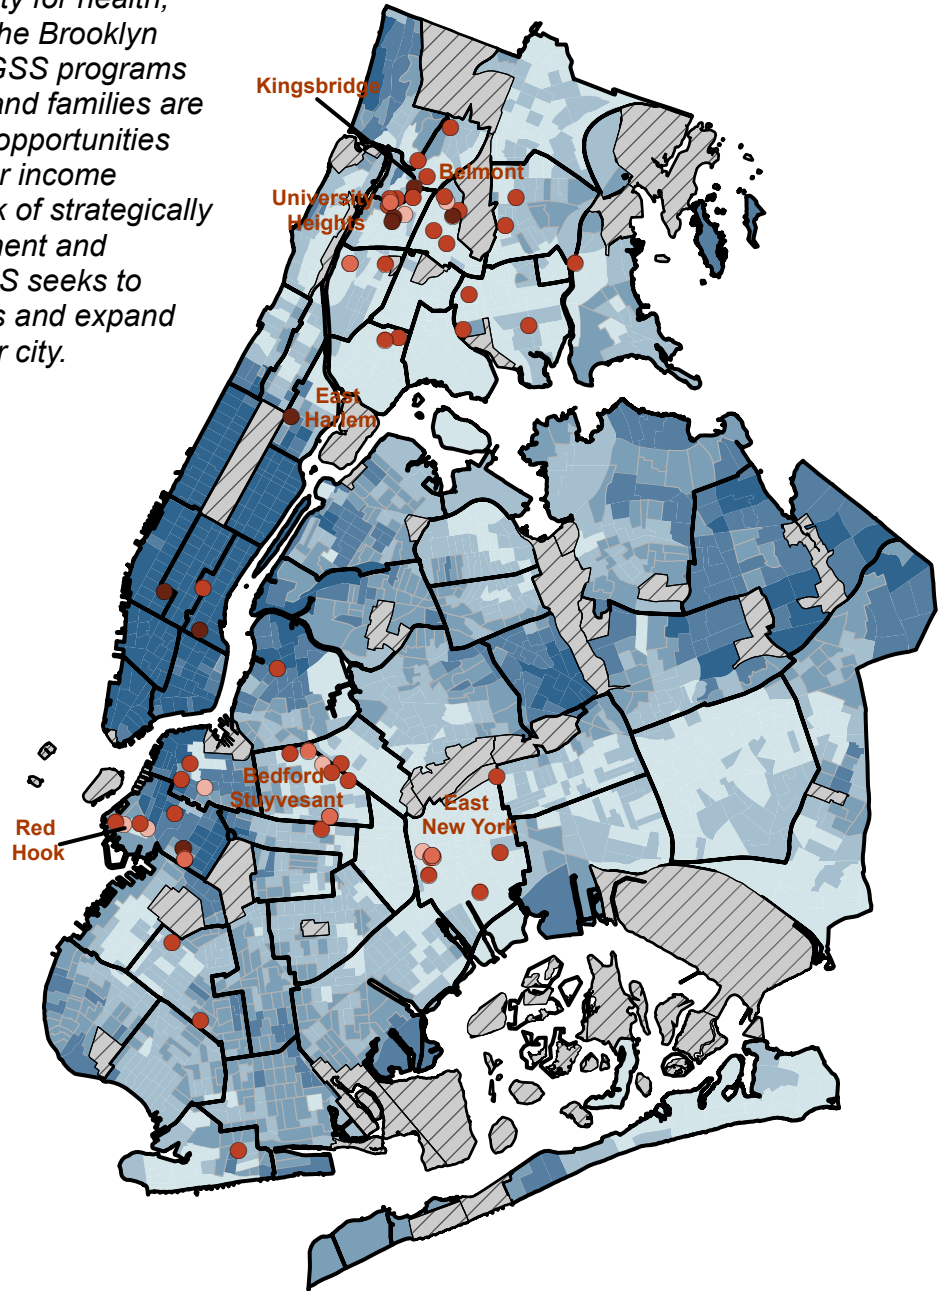 ty for health,
he Brooklyn
GSS programs
and families are
opportunities
r income
k of strategically
ment and
S seeks to
s and expand
r city.
Kingsbridge
Belmont
University
Heights
East
Harlem
Bedford
Stuyvesant
East
New York
Red
Hook